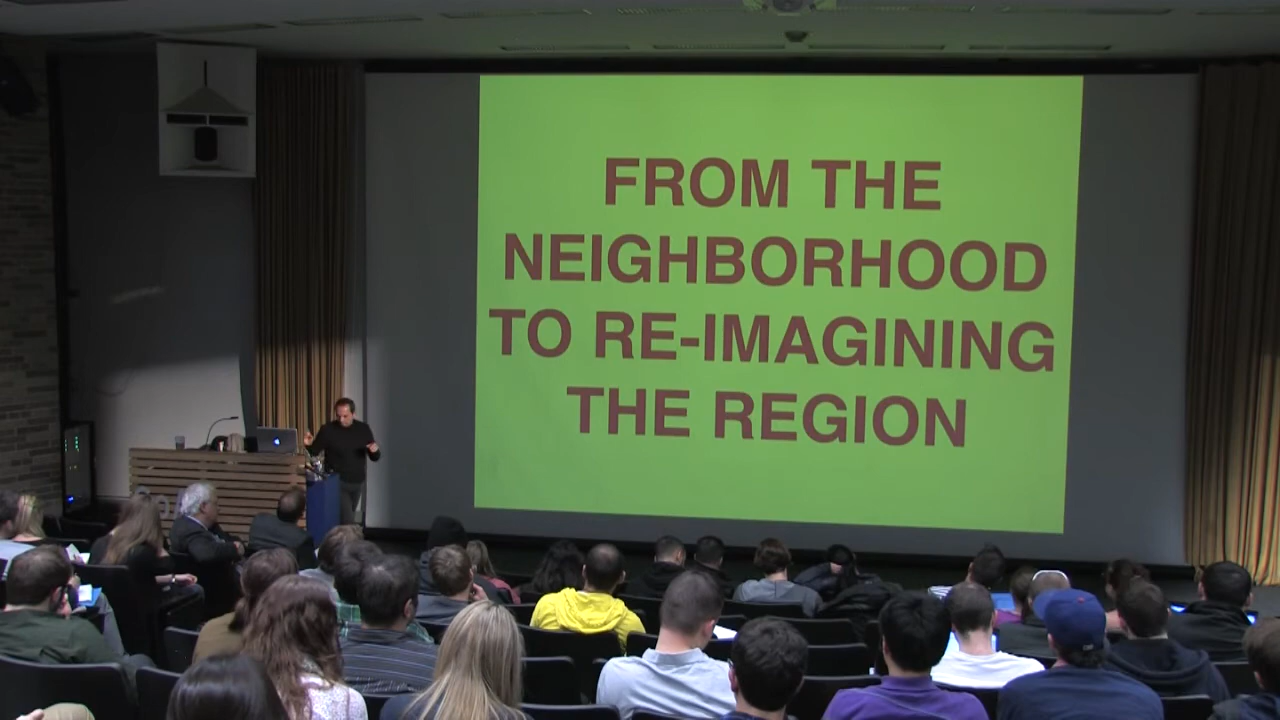 FROM THE
NEIGHBORHOOD
TO RE-IMAGINING
THE REGION